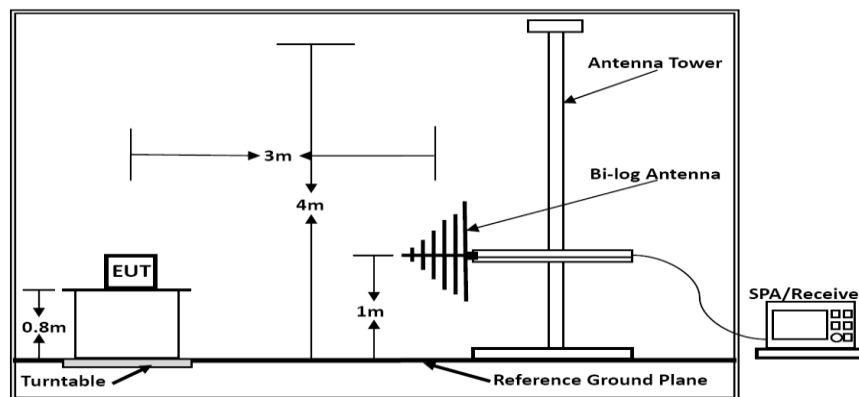 Antenna Tower
3m
Bi-log Antenna
4m
EUT
SPA/Receive
0.8m
1m
Turntable
Reference Ground Plane